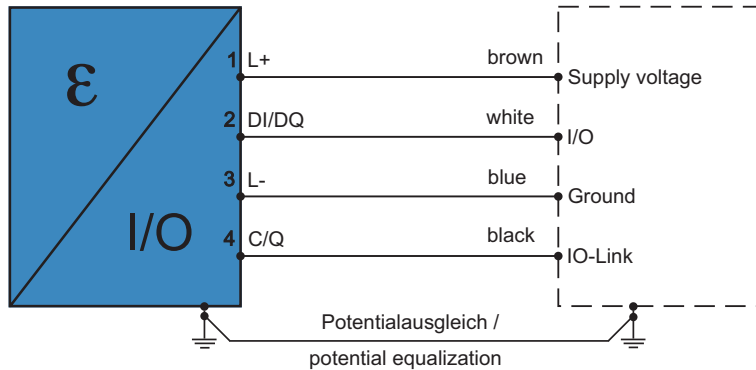 ε
I/O
1 L+ brown Supply voltage
2 DI/DQ white I/O
3 L- blue Ground
4 C/Q black IO-Link
Potentialausgleich /
potential equalization